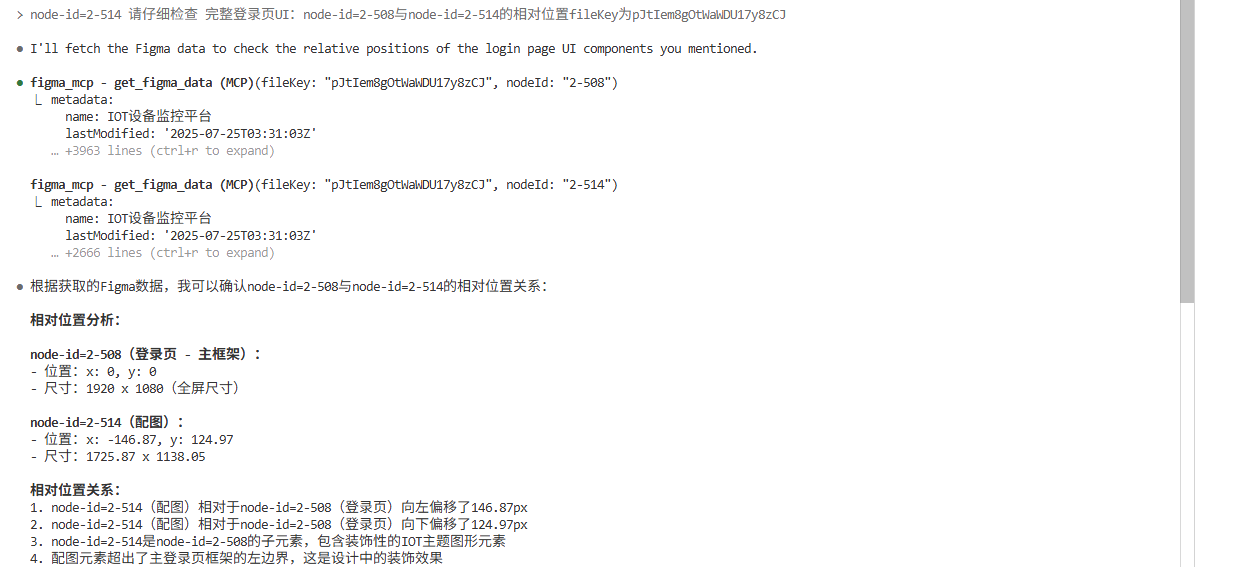 > node-id=2-514 请仔细检查 完整登录页UI：node-id=2-508与node-id=2-514的相对位置fileKey为pJtIem8gOtWaWDU17y8zCJ
● I'll fetch the Figma data to check the relative positions of the login page UI components you mentioned.
● figma_mcp - get_figma_data (MCP)(fileKey: "pJtIem8gOtWaWDU17y8zCJ", nodeId: "2-508")
⎿ metadata:
name: IOT设备监控平台
lastModified: '2025-07-25T03:31:03Z'
… +3963 lines (ctrl+r to expand)
figma_mcp - get_figma_data (MCP)(fileKey: "pJtIem8gOtWaWDU17y8zCJ", nodeId: "2-514")
⎿ metadata:
name: IOT设备监控平台
lastModified: '2025-07-25T03:31:03Z'
… +2666 lines (ctrl+r to expand)
● 根据获取的Figma数据，我可以确认node-id=2-508与node-id=2-514的相对位置关系：
相对位置分析：
node-id=2-508（登录页 - 主框架）：
- 位置：x: 0, y: 0
- 尺寸：1920 x 1080（全屏尺寸）
node-id=2-514（配图）：
- 位置：x: -146.87, y: 124.97
- 尺寸：1725.87 x 1138.05
相对位置关系：
1. node-id=2-514（配图）相对于node-id=2-508（登录页）向左偏移了146.87px
2. node-id=2-514（配图）相对于node-id=2-508（登录页）向下偏移了124.97px
3. node-id=2-514是node-id=2-508的子元素，包含装饰性的IOT主题图形元素
4. 配图元素超出了主登录页框架的左边界，这是设计中的装饰效果